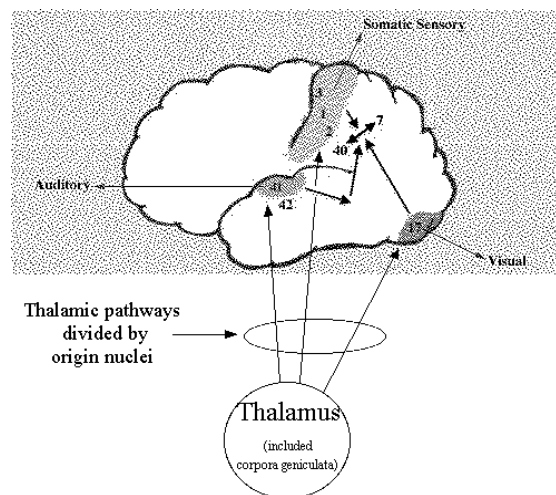 Somatic Sensory
3
1
2
7
40
Auditory
41
42
17
Visual
Thalamic pathways
divided by
origin nuclei
Thalamus
(included
corpora geniculata)